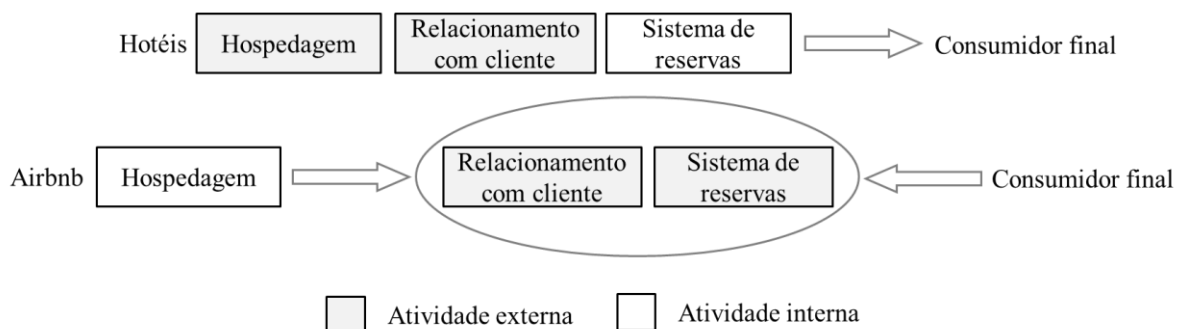 Hotéis Hospedagem Relacionamento com cliente Sistema de reservas Consumidor final
Airbnb Hospedagem Relacionamento com cliente Sistema de reservas Consumidor final
Atividade externa Atividade interna